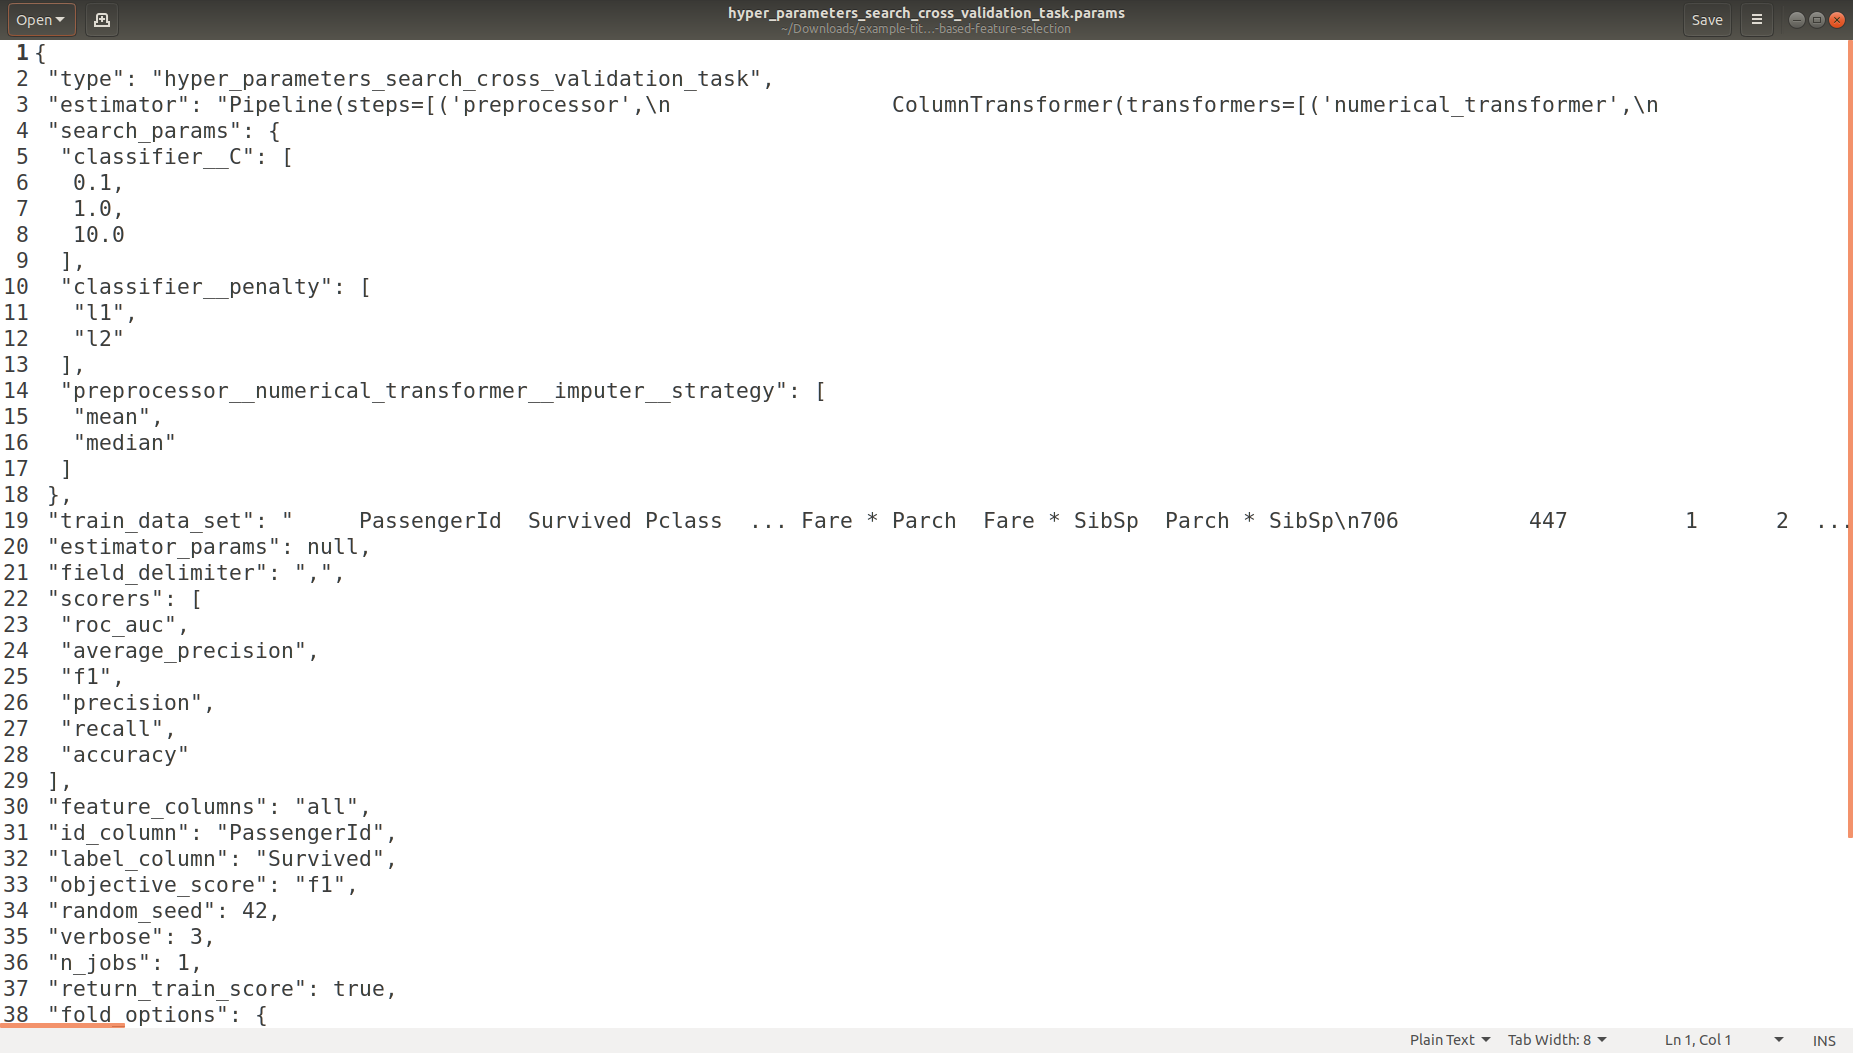 Open
hyper_parameters_search_cross_validation_task.params
~/Downloads/example-tit...-based-feature-selection
Save
1 {
2 "type": "hyper_parameters_search_cross_validation_task",
3 "estimator": "Pipeline(steps=[('preprocessor',\n                 ColumnTransformer(transformers=[('numerical_transformer',\n
4 "search_params": {
5  "classifier__C": [
6   0.1,
7   1.0,
8   10.0
9  ],
10  "classifier__penalty": [
11   "l1",
12   "l2"
13  ],
14  "preprocessor__numerical_transformer__imputer__strategy": [
15   "mean",
16   "median"
17  ]
18 },
19 "train_data_set": "     PassengerId  Survived Pclass  ... Fare * Parch  Fare * SibSp  Parch * SibSp\n706          447         1      2  ...
20 "estimator_params": null,
21 "field_delimiter": ",",
22 "scorers": [
23  "roc_auc",
24  "average_precision",
25  "f1",
26  "precision",
27  "recall",
28  "accuracy"
29 ],
30 "feature_columns": "all",
31 "id_column": "PassengerId",
32 "label_column": "Survived",
33 "objective_score": "f1",
34 "random_seed": 42,
35 "verbose": 3,
36 "n_jobs": 1,
37 "return_train_score": true,
38 "fold_options": {
Plain Text Tab Width: 8 Ln 1, Col 1 INS